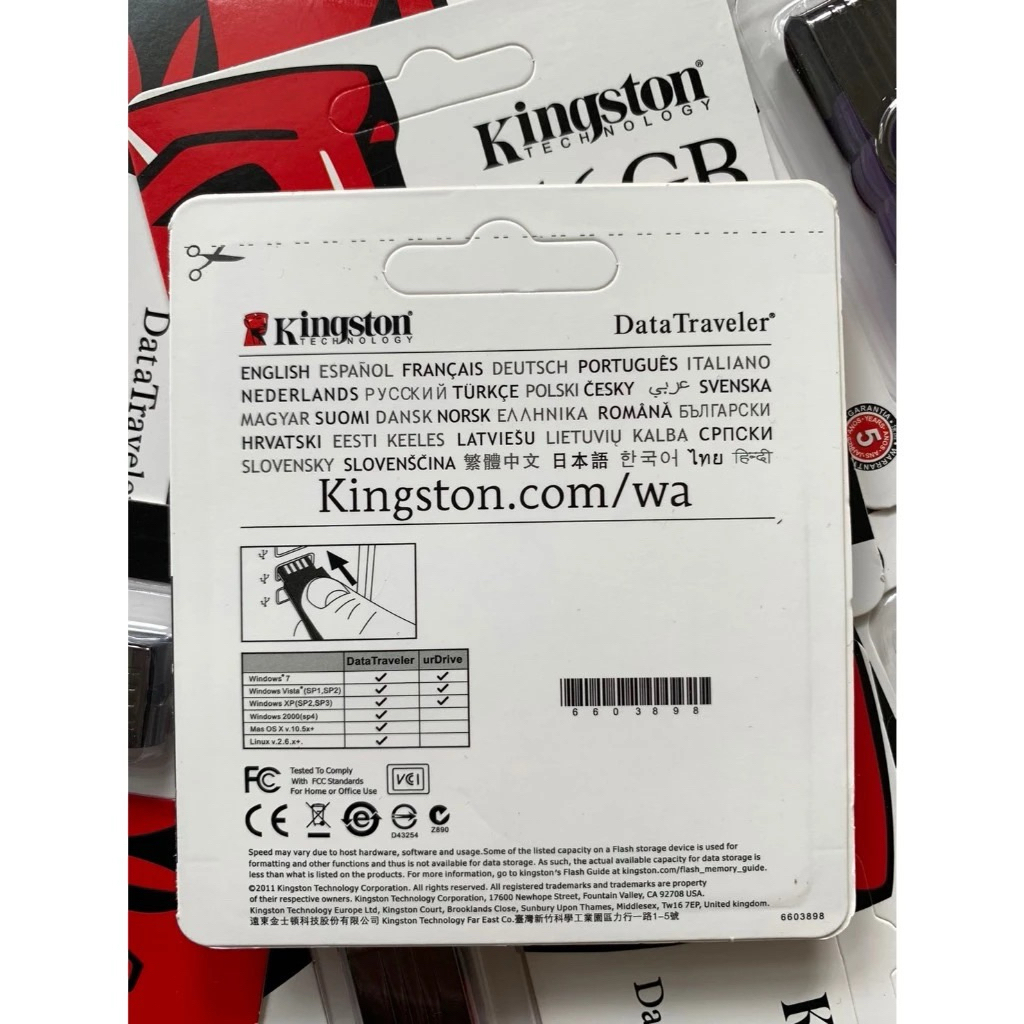 Kingston®
TECHNOLOGY
16 GB
DataTraveler
Kingston
TECHNOLOGY
DataTraveler®
ENGLISH ESPAÑOL FRANÇAIS DEUTSCH PORTUGUÊS ITALIANO
NEDERLANDS РУССКИЙ TÜRKÇE POLSKI ČESKY عربي SVENSKA
MAGYAR SUOMI DANSK NORSK ΕΛΛΗΝΙΚΑ ROMÂNĂ БЪЛГАРСКИ
HRVATSKI EESTI KEELES LATVIEŠU LIETUVIŲ KALBA СРПСКИ
SLOVENSKY SLOVENŠČINA 繁體中文 日本語 한국어 ไทย हिन्दी
Kingston.com/wa
GARANTIA
5
YEARS
WARRANTY
DataTraveler urDrive
Windows® 7
Windows Vista® (SP1,SP2)
Windows XP(SP2,SP3)
Windows 2000(sp4)
Mas OS X v.10.5x+
Linux v.2.6.x+.
6603898
FC Tested To Comply
With FCC Standards
For Home or Office Use
VCI
CE
D43254
Z890
Speed may vary due to host hardware, software and usage.Some of the listed capacity on a Flash storage device is used for
formatting and other functions and thus is not available for data storage. As such, the actual available capacity for data storage is
less than what is listed on the products. For more information, go to kingston's Flash Guide at kingston.com/flash_memory_guide.
©2011 Kingston Technology Corporation. All rights reserved. All registered trademarks and trademarks are property
of their respective owners. Kingston Technology Corporation, 17600 Newhope Street, Fountain Valley, CA 92708 USA.
Kingston Technology Europe Ltd, Kingston Court, Brooklands Close, Sunbury Upon Thames, Middlesex, Tw16 7EP, United kingdom.
遠東金士頓科技股份有限公司 Kingston Technology Far East Co.臺灣新竹科學工業園區力行一路1-5號
6603898
Da
K